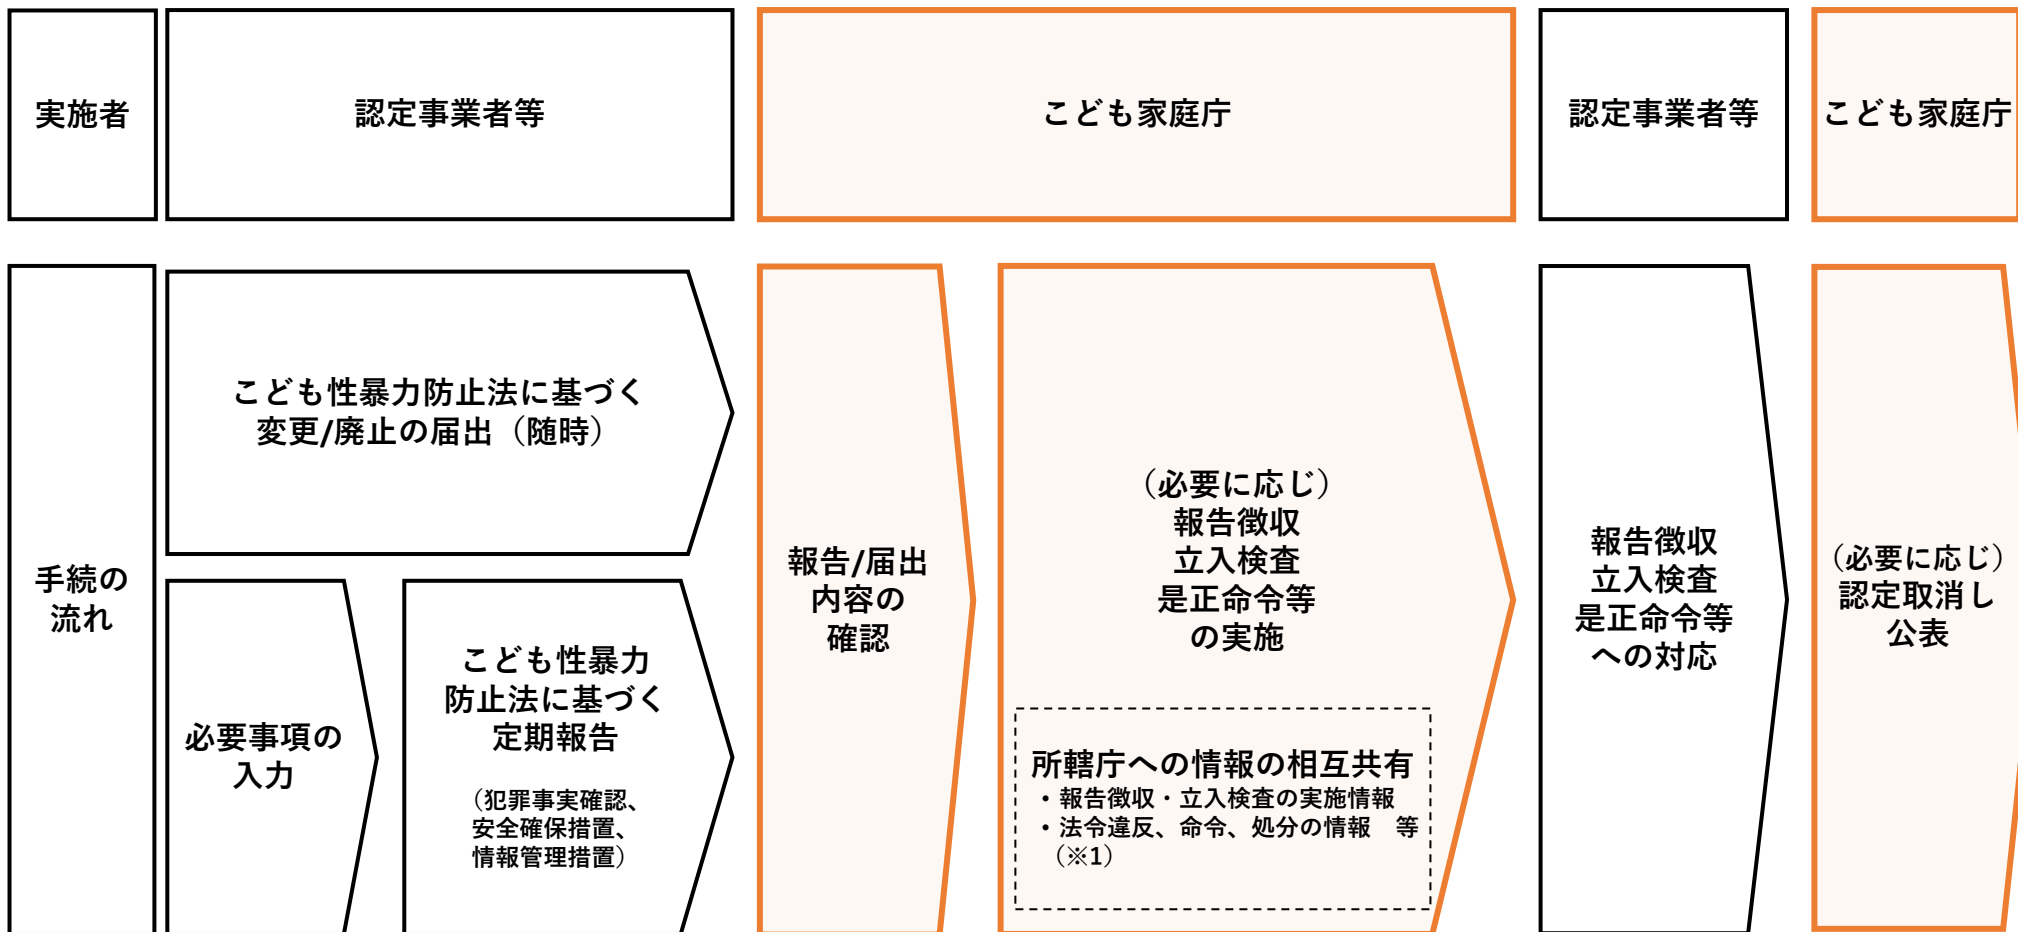 実施者
認定事業者等
こども家庭庁
認定事業者等
こども家庭庁
手続の
流れ
こども性暴力防止法に基づく
変更/廃止の届出（随時）
必要事項の
入力
こども性暴力
防止法に基づく
定期報告
（犯罪事実確認、
安全確保措置、
情報管理措置）
報告/届出
内容の
確認
（必要に応じ）
報告徴収
立入検査
是正命令等
の実施
所轄庁への情報の相互共有
・報告徴収・立入検査の実施情報
・法令違反、命令、処分の情報　等
（※1）
報告徴収
立入検査
是正命令等
への対応
（必要に応じ）
認定取消し
公表